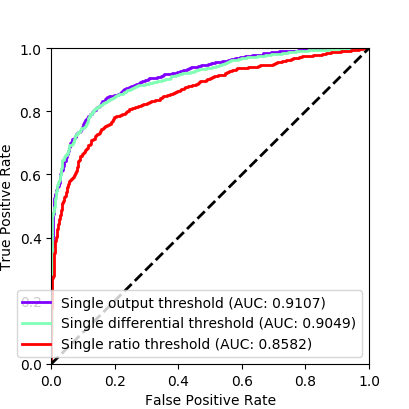 1.0
0.8
True Positive Rate
0.6
0.4
0.2
Single output threshold (AUC: 0.9107)
Single differential threshold (AUC: 0.9049)
Single ratio threshold (AUC: 0.8582)
0.0
0.0 0.2 0.4 0.6 0.8 1.0
False Positive Rate